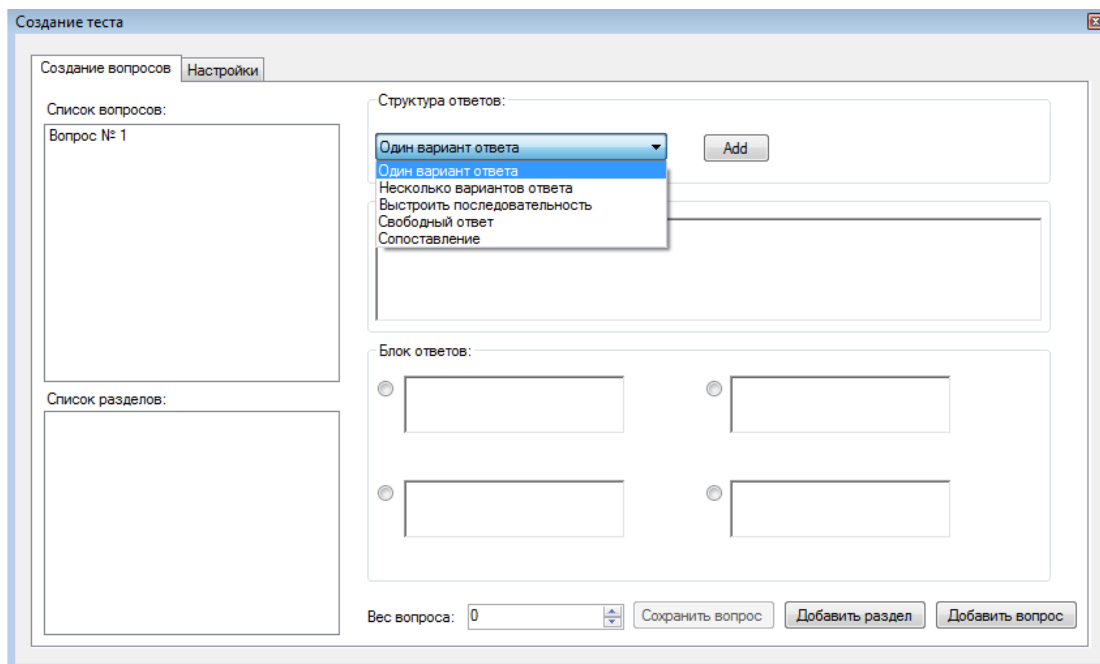 Создание теста
Создание вопросов
Настройки
Список вопросов:
Вопрос № 1
Структура ответов:
Один вариант ответа
Add
Один вариант ответа
Несколько вариантов ответа
Выстроить последовательность
Свободный ответ
Сопоставление
Блок ответов:
Список разделов:
Вес вопроса:
0
Сохранить вопрос
Добавить раздел
Добавить вопрос